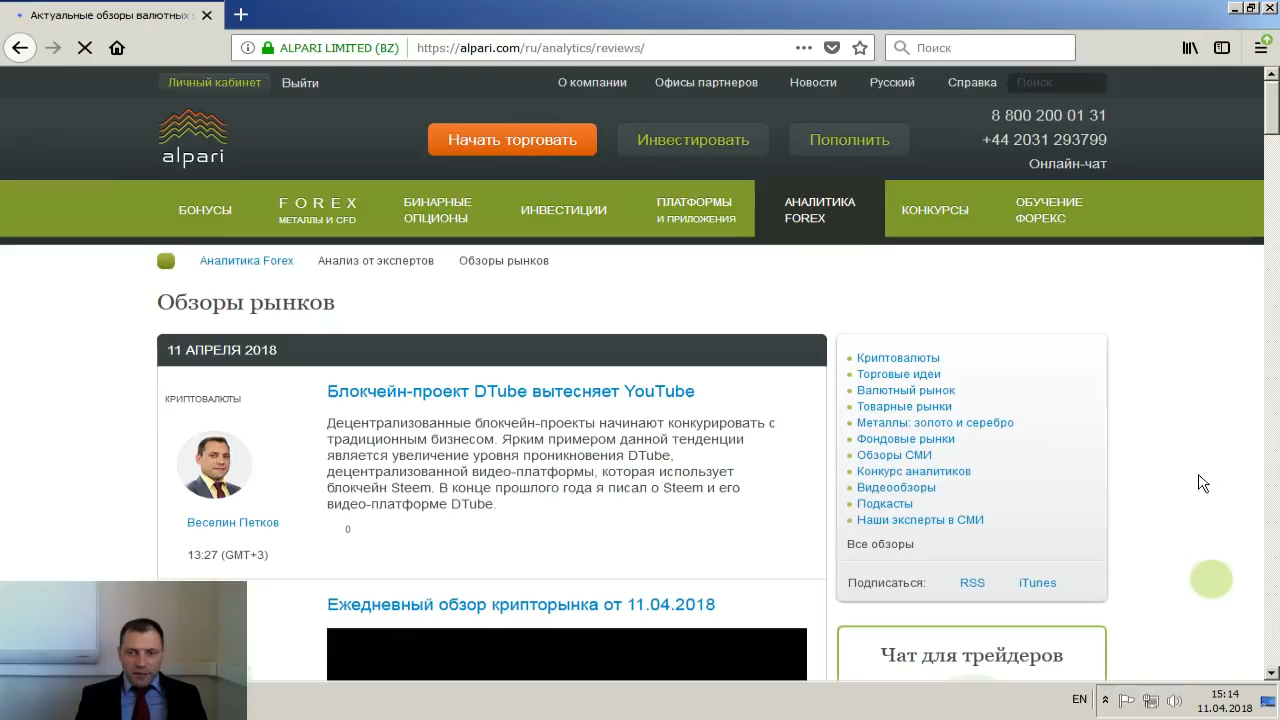 Актуальные обзоры валютных
ALPARI LIMITED (BZ)
https://alpari.com/ru/analytics/reviews/
Поиск
Личный кабинет
Выйти
О компании
Офисы партнеров
Новости
Русский
Справка
Поиск
alpari
Начать торговать
Инвестировать
Пополнить
8 800 200 01 31
+44 2031 293799
Онлайн-чат
БОНУСЫ
FOREX
МЕТАЛЛЫ И CFD
БИНАРНЫЕ
ОПЦИОНЫ
ИНВЕСТИЦИИ
ПЛАТФОРМЫ
И ПРИЛОЖЕНИЯ
АНАЛИТИКА
FOREX
КОНКУРСЫ
ОБУЧЕНИЕ
ФОРЕКС
Аналитика Forex
Анализ от экспертов
Обзоры рынков
Обзоры рынков
11 АПРЕЛЯ 2018
КРИПТОВАЛЮТЫ
Веселин Петков
13:27 (GMT+3)
Блокчейн-проект DTube вытесняет YouTube
Децентрализованные блокчейн-проекты начинают конкурировать с
традиционным бизнесом. Ярким примером данной тенденции
является увеличение уровня проникновения DTube,
децентрализованной видео-платформы, которая использует
блокчейн Steem. В конце прошлого года я писал о Steem и его
видео-платформе DTube.
0
Ежедневный обзор крипторынка от 11.04.2018
Криптовалюты
Торговые идеи
Валютный рынок
Товарные рынки
Металлы: золото и серебро
Фондовые рынки
Обзоры СМИ
Конкурс аналитиков
Видеообзоры
Подкасты
Наши эксперты в СМИ
Все обзоры
Подписаться:
RSS
iTunes
Чат для трейдеров
EN
15:14
11.04.2018